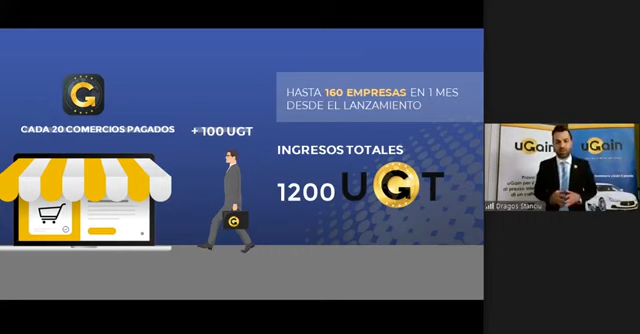 G
CADA 20 COMERCIOS PAGADOS
+ 100 UGT
HASTA 160 EMPRESAS EN 1 MES
DESDE EL LANZAMIENTO
INGRESOS TOTALES
1200 UGT
G
uGain
uGain
Dragos Stanciu